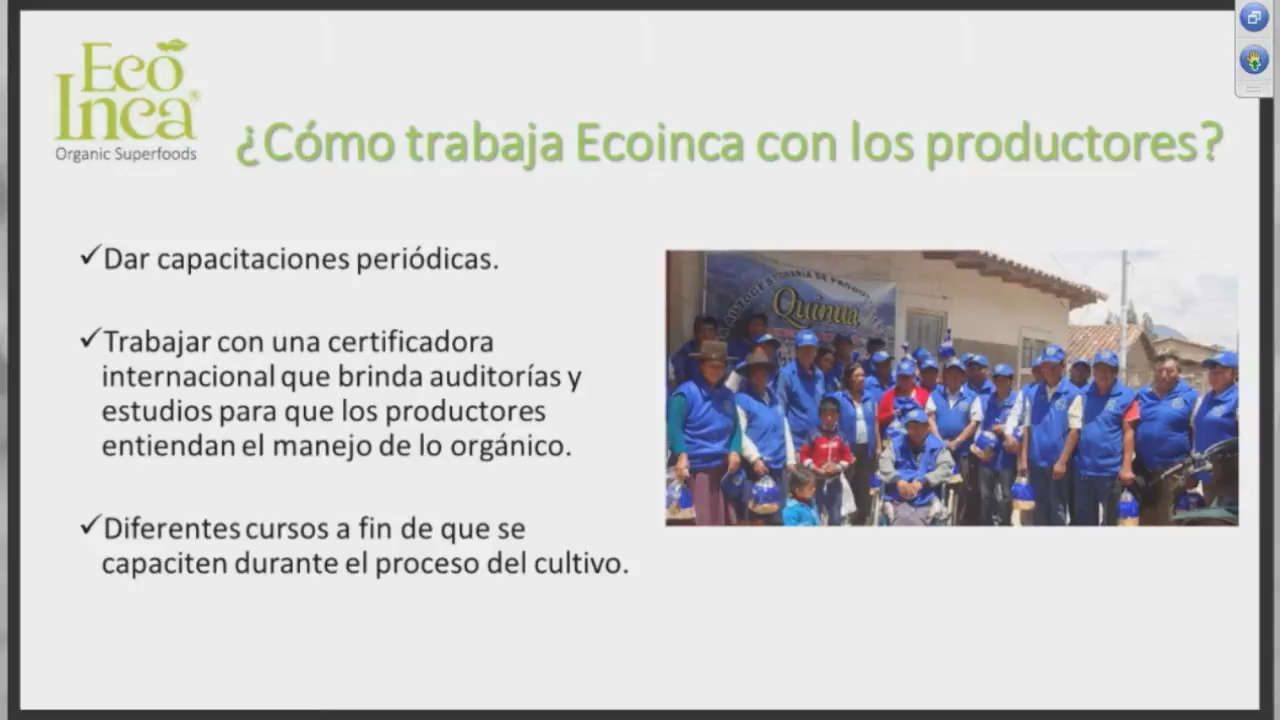 Eco
Inca®
Organic Superfoods
¿Cómo trabaja Ecoinca con los productores?
✓Dar capacitaciones periódicas.
✓Trabajar con una certificadora
internacional que brinda auditorías y
estudios para que los productores
entiendan el manejo de lo orgánico.
✓Diferentes cursos a fin de que se
capaciten durante el proceso del cultivo.
Quinua